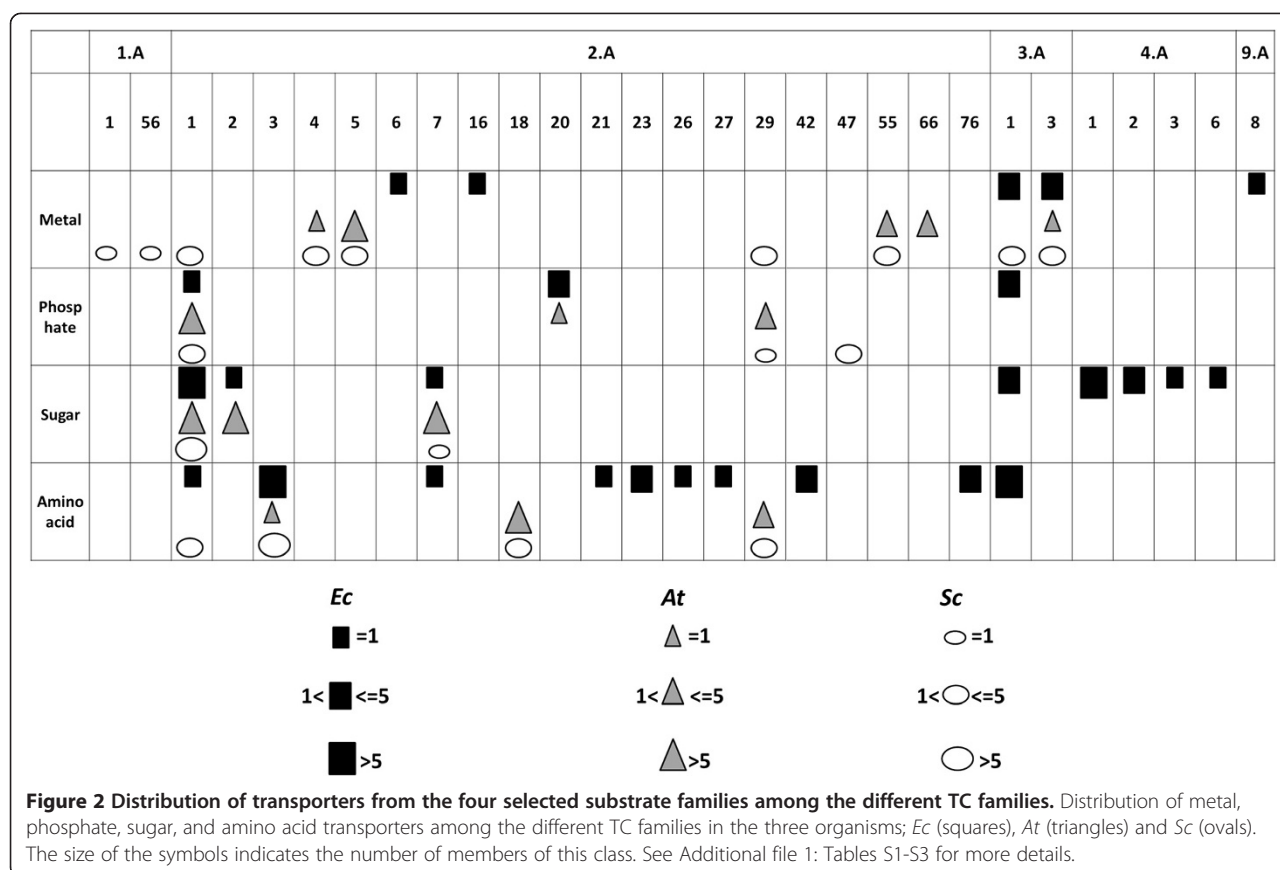 1.A 2.A 3.A 4.A 9.A
1 56 1 2 3 4 5 6 7 16 18 20 21 23 26 27 29 42 47 55 66 76 1 3 1 2 3 6 8
Metal
Phosp
hate
Sugar
Amino
acid
Ec At Sc
=1 =1 =1
1< <=5 1< <=5 1< <=5
>5 >5 >5
Figure 2 Distribution of transporters from the four selected substrate families among the different TC families. Distribution of metal,
phosphate, sugar, and amino acid transporters among the different TC families in the three organisms; Ec (squares), At (triangles) and Sc (ovals).
The size of the symbols indicates the number of members of this class. See Additional file 1: Tables S1-S3 for more details.